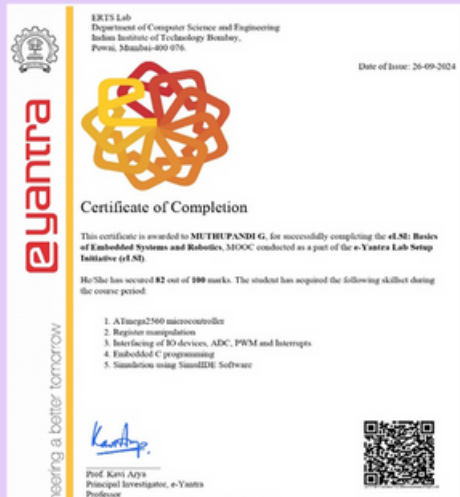 ERTS Lab
Department of Computer Science and Engineering
Indian Institute of Technology Bombay,
Powai, Mumbai-400 076.
Date of Issue: 26-09-2024
e yantra
neering a better tomorrow
Certificate of Completion
This certificate is awarded to MUTHUPANDI G, for successfully completing the eLSI: Basics
of Embedded Systems and Robotics, MOOC conducted as a part of the e-Yantra Lab Setup
Initiative (eLSI).
He/She has secured 82 out of 100 marks. The student has acquired the following skillset during
the course period:
1. ATmega2560 microcontroller
2. Register manipulation
3. Interfacing of IO devices, ADC, PWM and Interrupts
4. Embedded C programming
5. Simulation using SimulIDE Software
Prof. Kavi Arya
Principal Investigator, e-Yantra
Professor